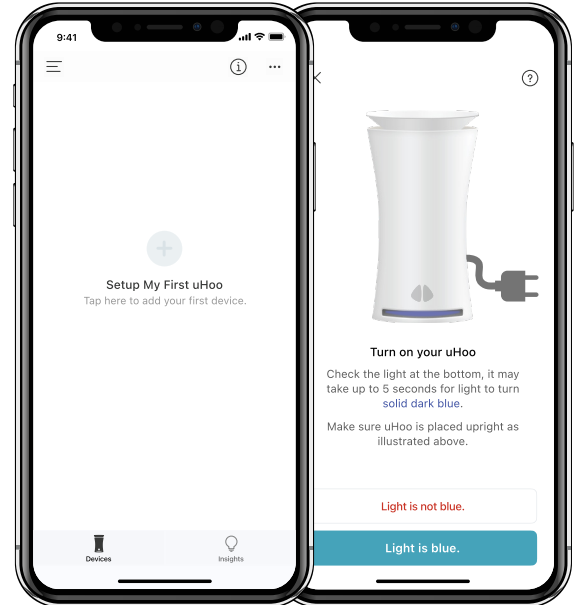 9:41
Setup My First uHoo
Tap here to add your first device.
Devices
Insights
?
Turn on your uHoo
Check the light at the bottom, it may
take up to 5 seconds for light to turn
solid dark blue.
Make sure uHoo is placed upright as
illustrated above.
Light is not blue.
Light is blue.